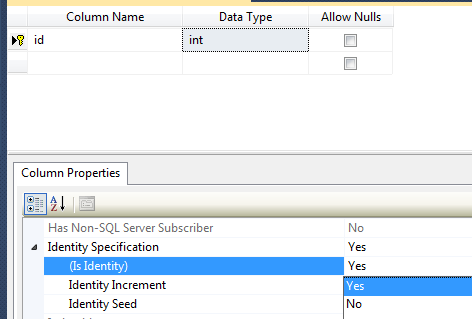 Column Name Data Type Allow Nulls
id int
Column Properties
Has Non-SQL Server Subscriber No
Identity Specification Yes
(Is Identity) Yes
Identity Increment Yes
Identity Seed No